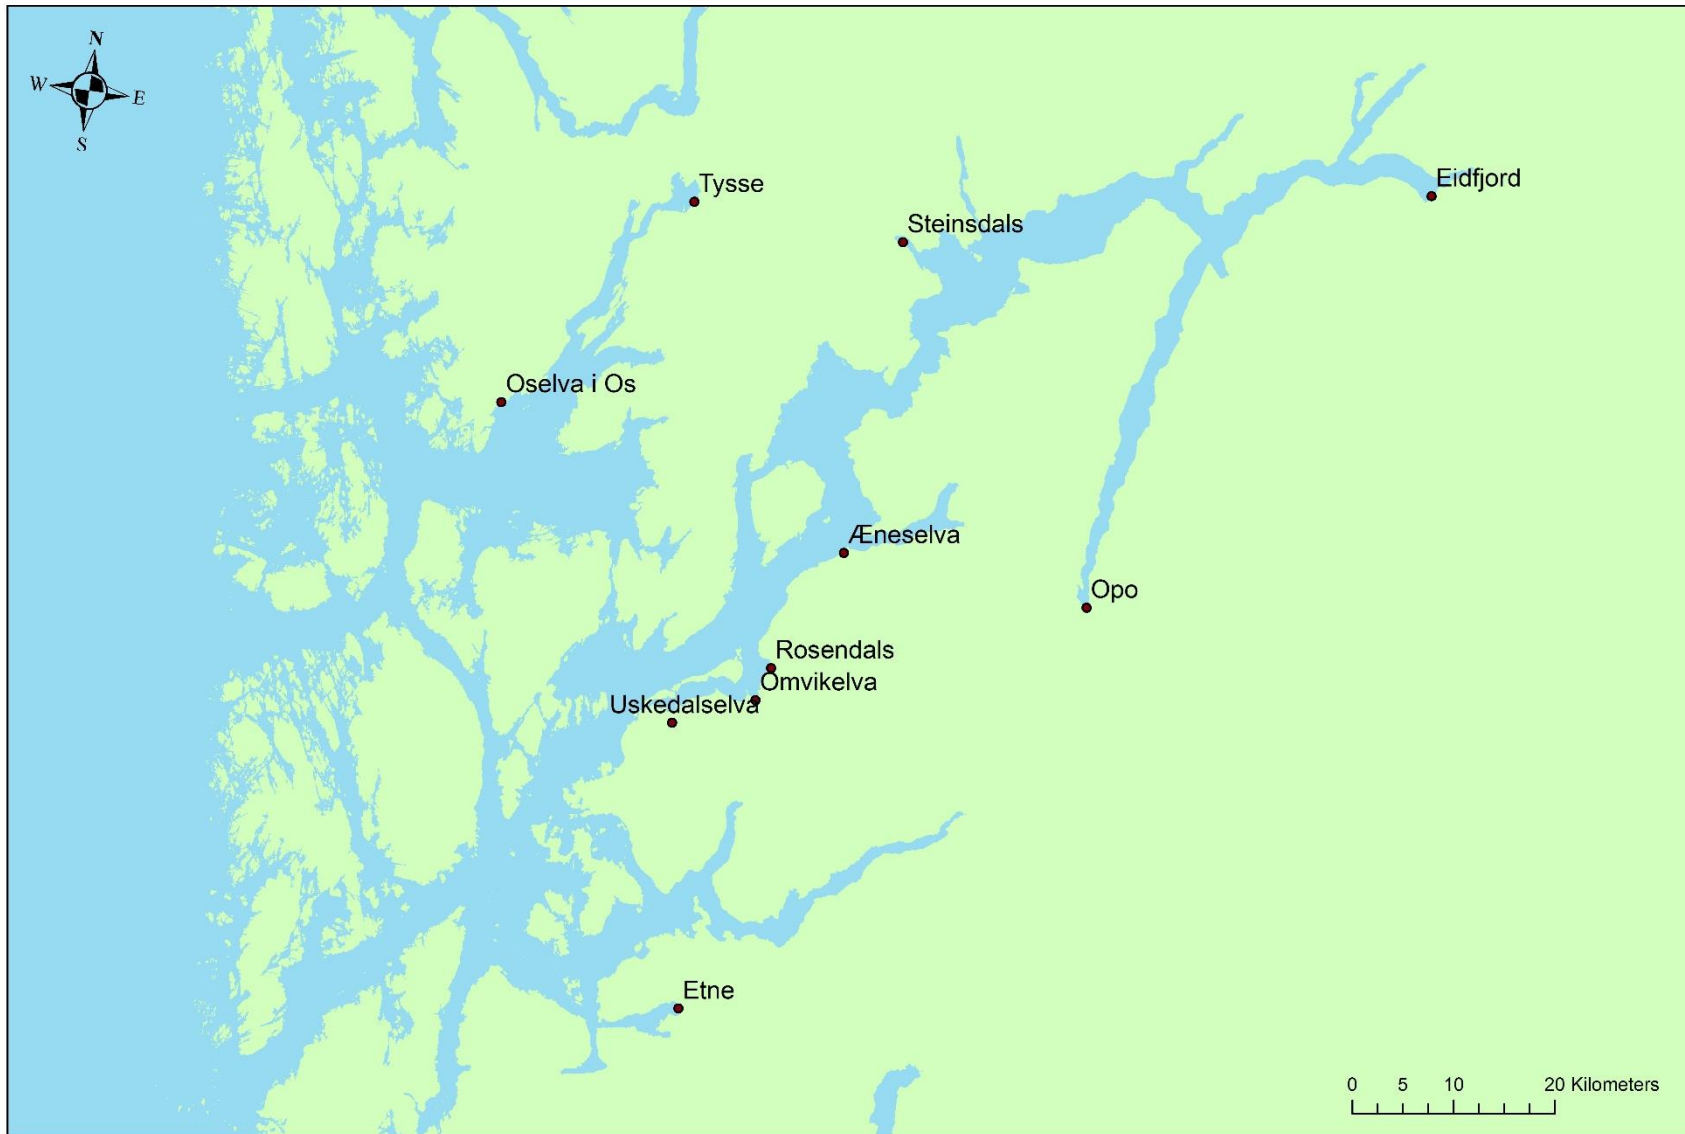 N
W
E
S
Tysse
Eidfjord
Steinsdals
Oselva i Os
Æneselva
Opo
Rosendals
Omvikelva
Uskedalselva
Etne
0 5 10 20 Kilometers